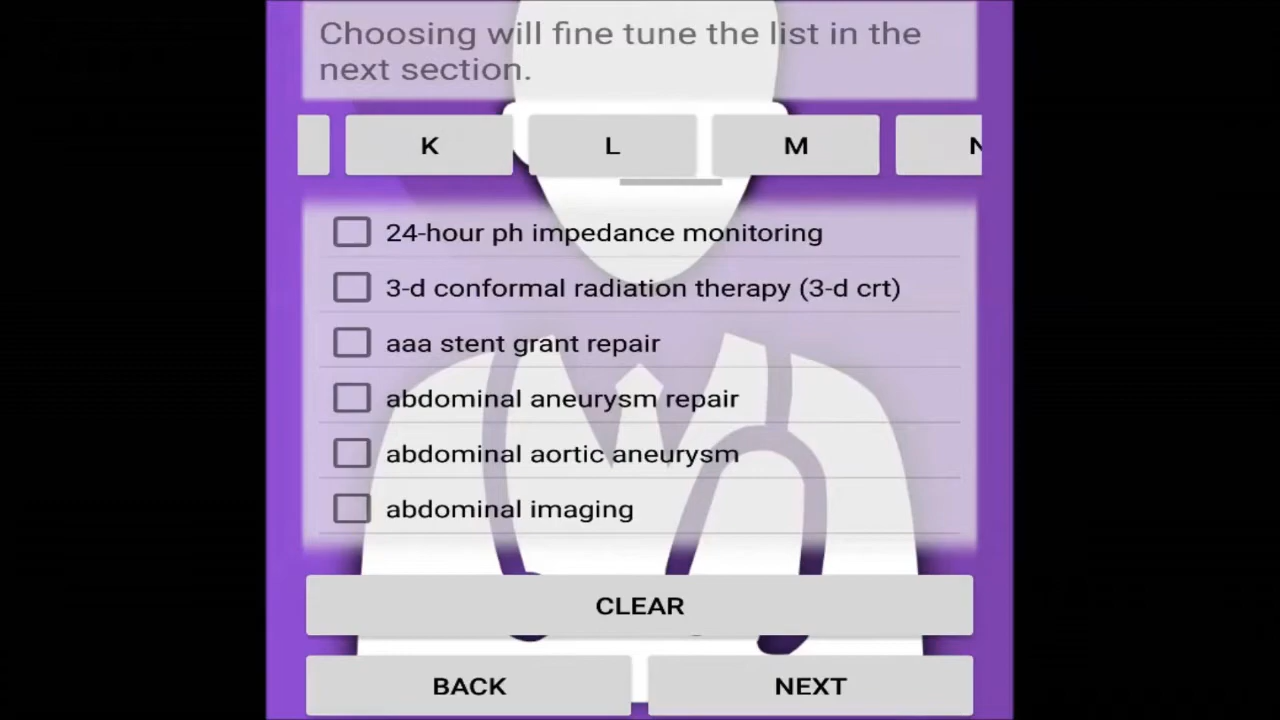 Choosing will fine tune the list in the
next section.
K
L
M
N
24-hour ph impedance monitoring
3-d conformal radiation therapy (3-d crt)
aaa stent grant repair
abdominal aneurysm repair
abdominal aortic aneurysm
abdominal imaging
CLEAR
BACK
NEXT